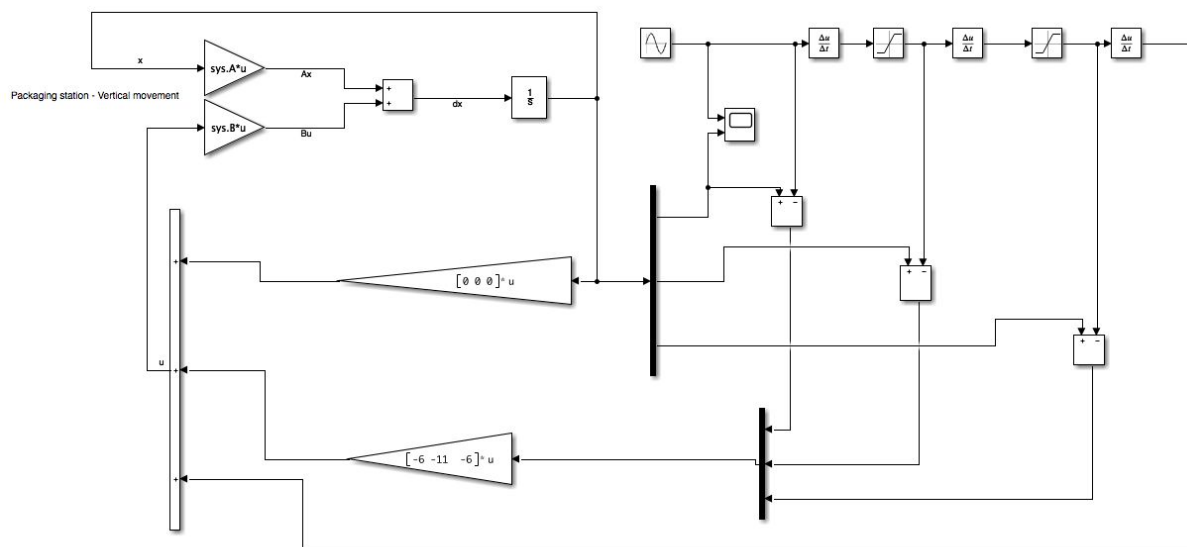 x
sys.A*u
Ax
Packaging station - Vertical movement
sys.B*u
Bu
+
+
dx
1
s
Δu
Δt
Δu
Δt
Δu
Δt
+ −
+ −
+ −
+
[0 0 0]* u
u
+
[-6 -11 -6]* u
+